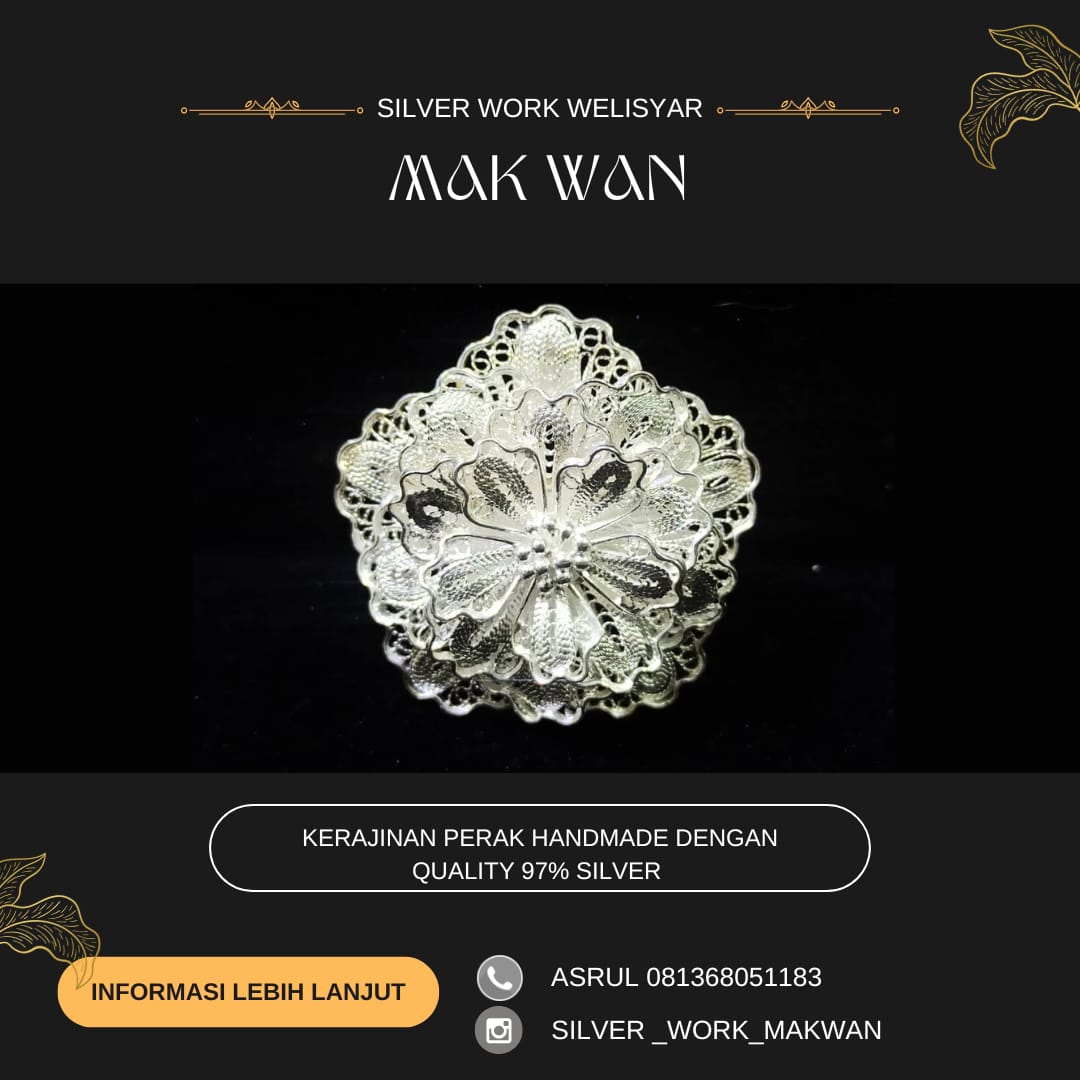 SILVER WORK WELISYAR
MAK WAN
KERAJINAN PERAK HANDMADE DENGAN
QUALITY 97% SILVER
INFORMASI LEBIH LANJUT
ASRUL 081368051183
SILVER _WORK_MAKWAN